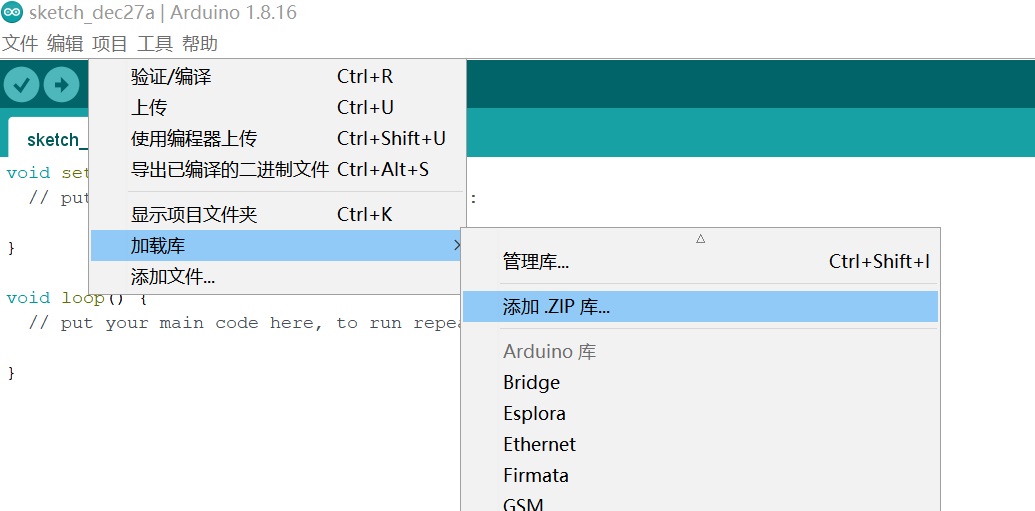 sketch_dec27a | Arduino 1.8.16
文件 编辑 项目 工具 帮助
验证/编译 Ctrl+R
上传 Ctrl+U
使用编程器上传 Ctrl+Shift+U
导出已编译的二进制文件 Ctrl+Alt+S
显示项目文件夹 Ctrl+K
加载库
添加文件...
管理库... Ctrl+Shift+I
添加 .ZIP 库...
Arduino 库
Bridge
Esplora
Ethernet
Firmata
GSM
sketch_
void set
// put :
}
void loop() {
// put your main code here, to run repea
}